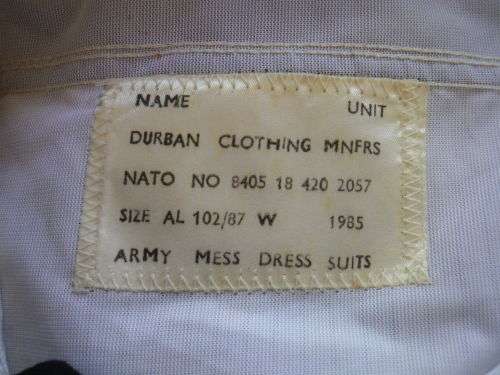 NAME UNIT
DURBAN CLOTHING MNFRS
NATO NO 8405 18 420 2057
SIZE AL 102/87 W 1985
ARMY MESS DRESS SUITS